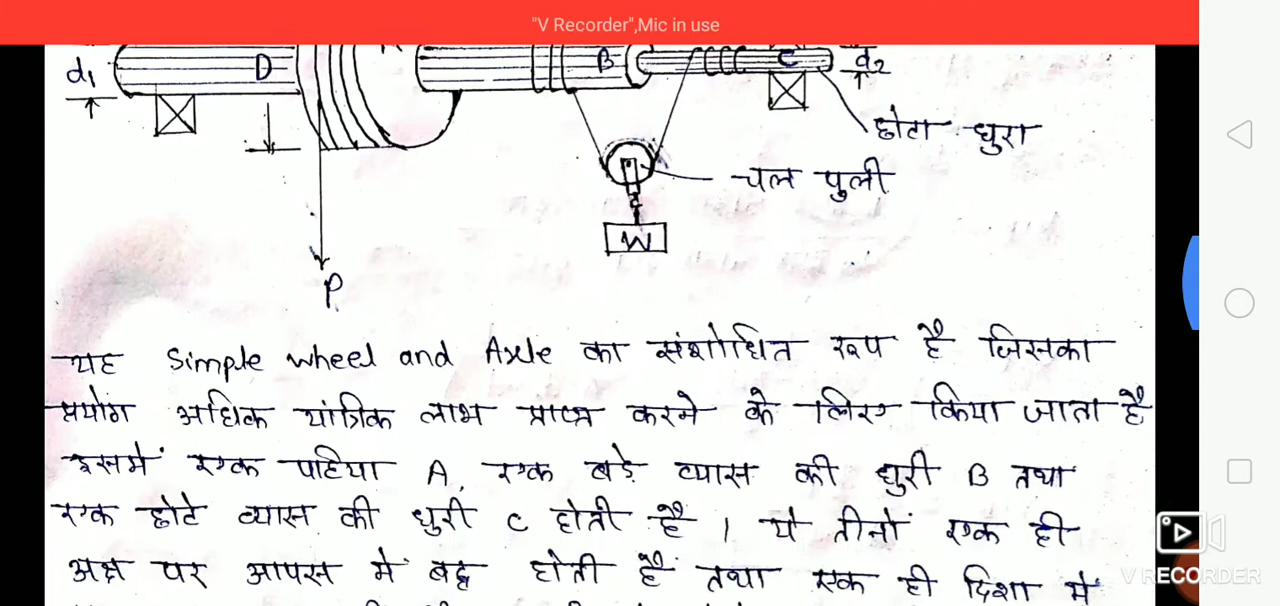 "V Recorder",Mic in use
d₁ D B C d₂
छोटा धुरा
चल पुली
W
P
यह Simple wheel and Axle का संशोधित रूप है जिसका
प्रयोग अधिक यांत्रिक लाभ प्राप्त करने के लिए किया जाता है
इसमें एक पहिया A, एक बड़े व्यास की धुरी B तथा
एक छोटे व्यास की धुरी C होती है । ये तीनों एक ही
अक्ष पर आपस में बद्ध होती हैं तथा एक ही दिशा में
V RECORDER